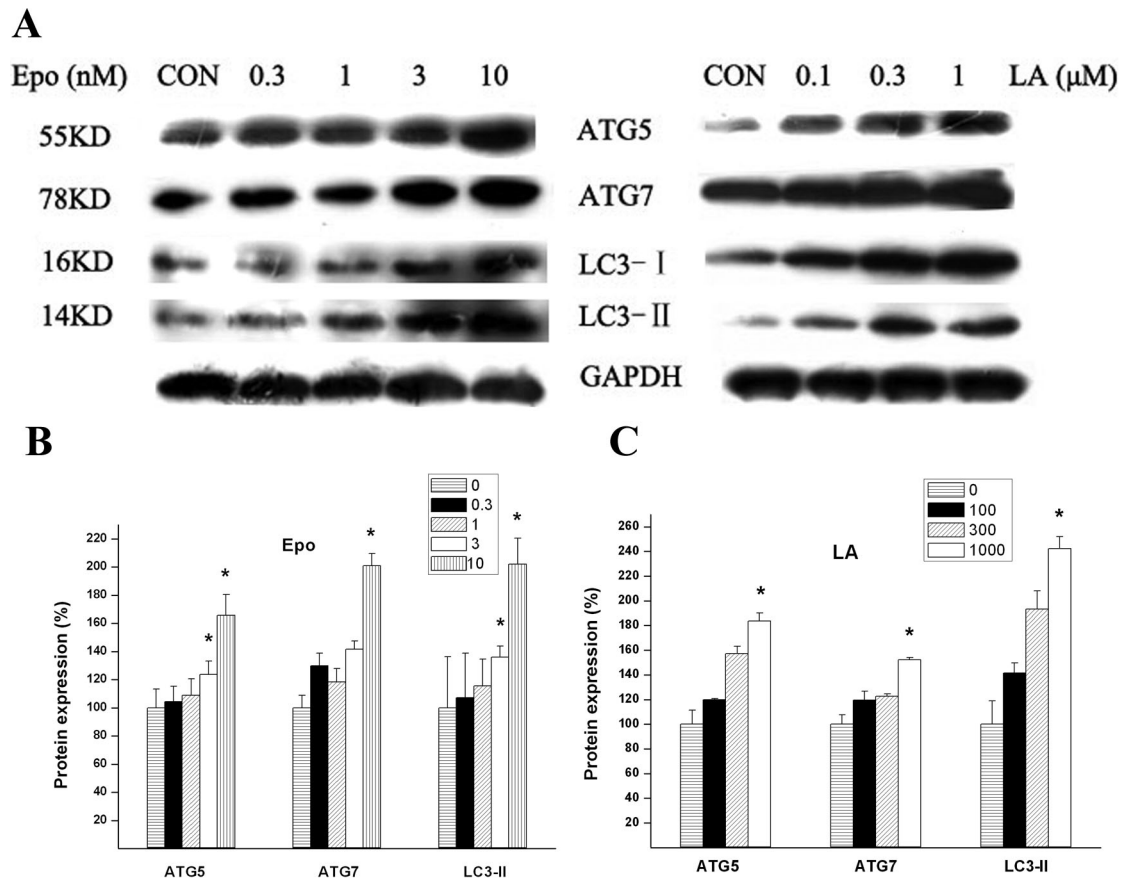 A
Epo (nM) CON 0.3 1 3 10
CON 0.1 0.3 1 LA (μM)
55KD
ATG5
78KD
ATG7
16KD
LC3-Ⅰ
14KD
LC3-Ⅱ
GAPDH
B
Epo
0
0.3
1
3
10
Protein expression (%)
220
200
180
160
140
120
100
80
60
40
20
*
*
*
*
*
ATG5 ATG7 LC3-II
C
LA
0
100
300
1000
Protein expression (%)
260
240
220
200
180
160
140
120
100
80
60
40
20
*
*
*
ATG5 ATG7 LC3-II